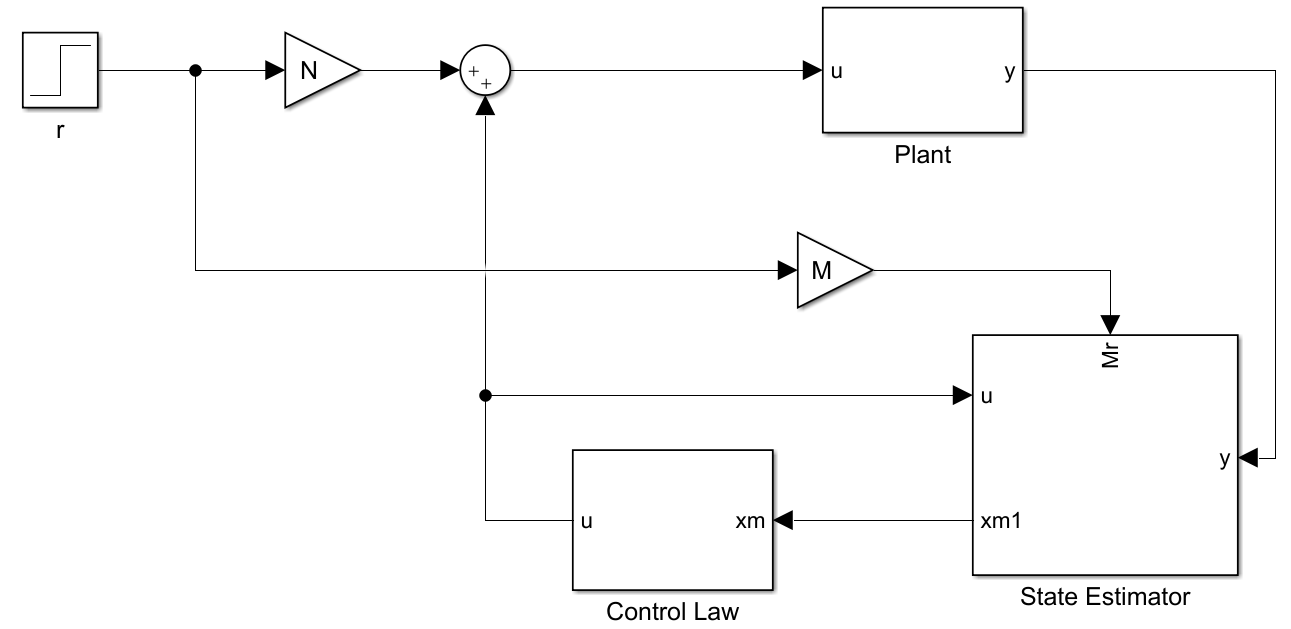 r
N
+
+
u
y
Plant
M
Mr
u
y
xm1
State Estimator
u
xm
Control Law